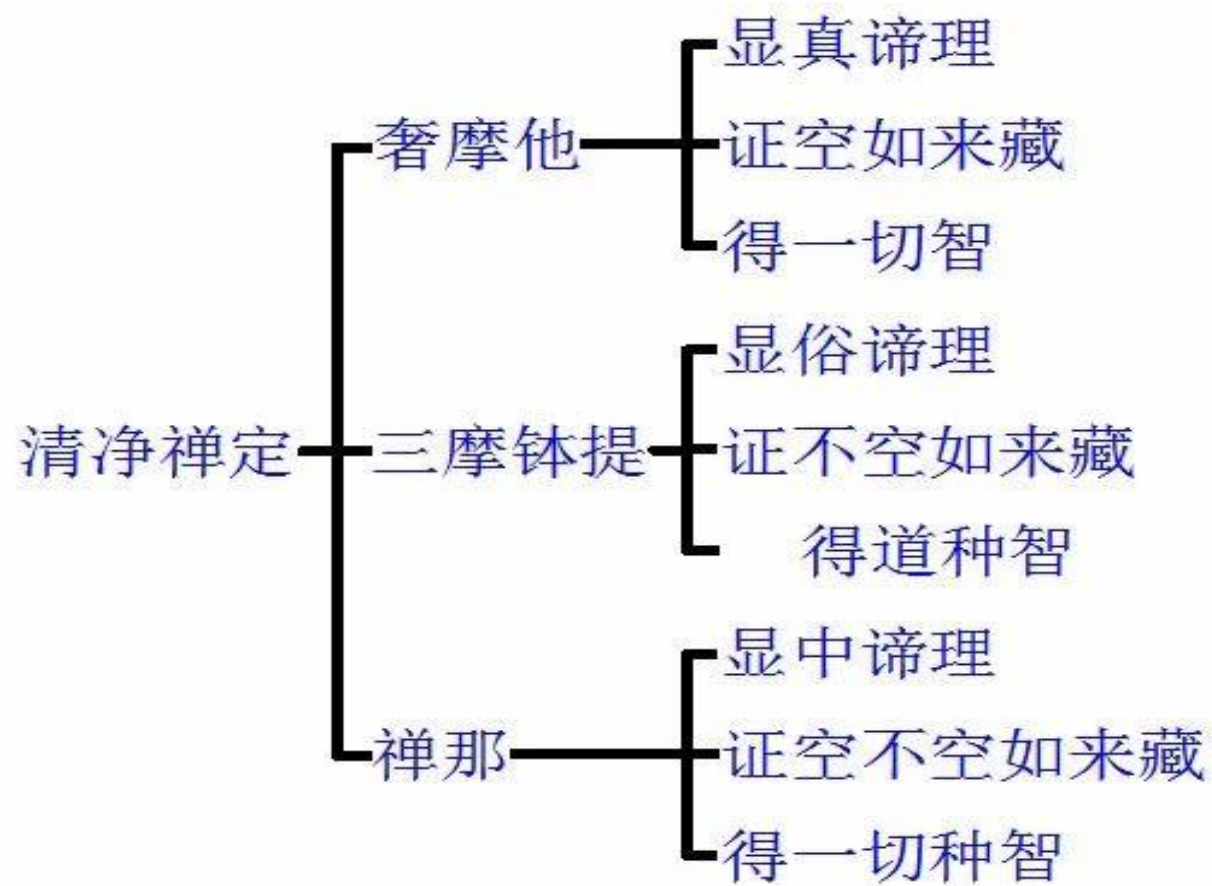 显真谛理
奢摩他
证空如来藏
得一切智
显俗谛理
清净禅定
三摩钵提
证不空如来藏
得道种智
显中谛理
禅那
证空不空如来藏
得一切种智